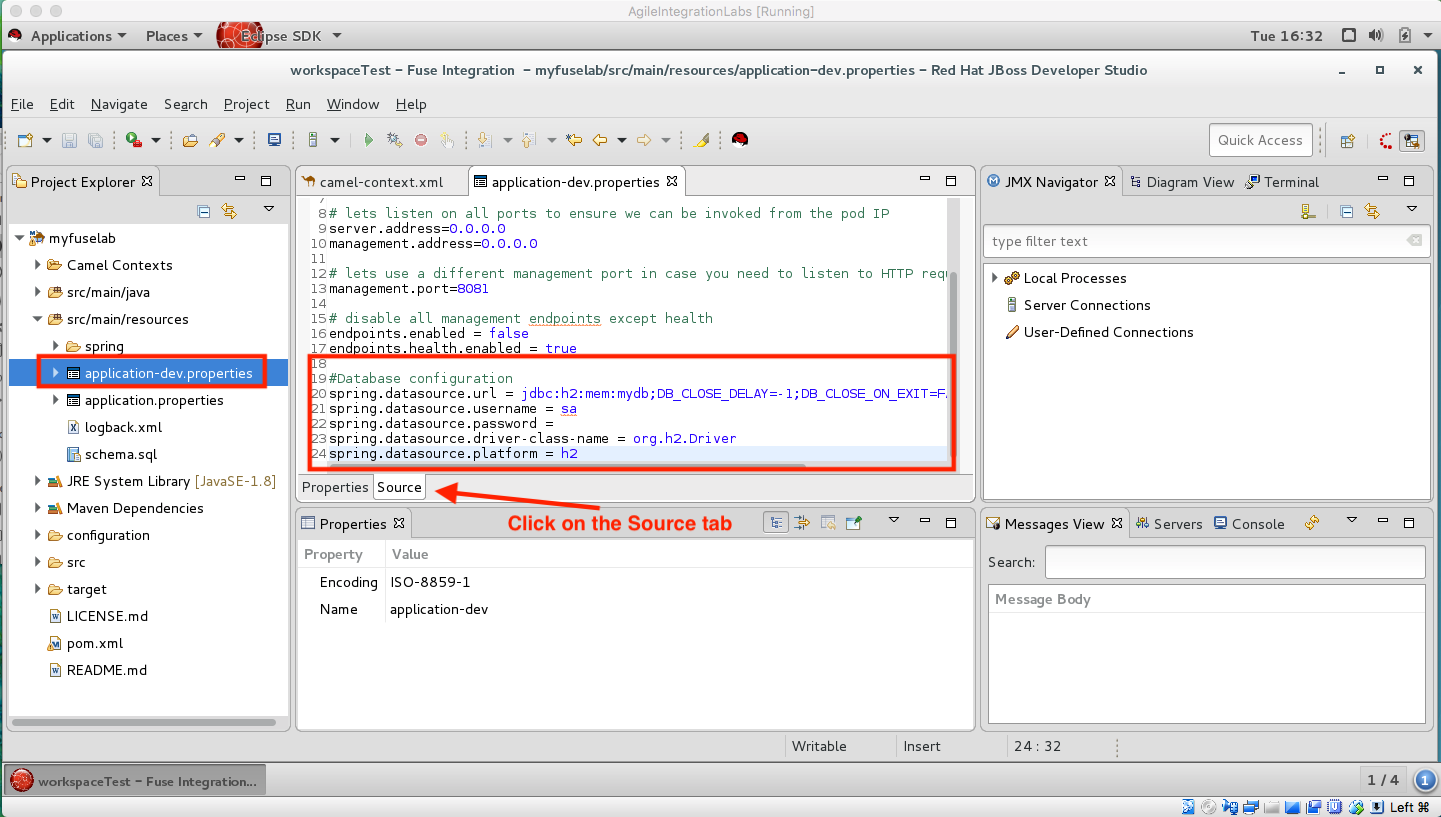 AgileIntegrationLabs [Running]
Applications Places Eclipse SDK Tue 16:32
workspaceTest - Fuse Integration - myfuselab/src/main/resources/application-dev.properties - Red Hat JBoss Developer Studio
File Edit Navigate Search Project Run Window Help
Quick Access
Project Explorer
myfuselab
Camel Contexts
src/main/java
src/main/resources
spring
application-dev.properties
application.properties
logback.xml
schema.sql
JRE System Library [JavaSE-1.8]
Maven Dependencies
configuration
src
target
LICENSE.md
pom.xml
README.md
camel-context.xml application-dev.properties
7
8 # lets listen on all ports to ensure we can be invoked from the pod IP
9 server.address=0.0.0.0
10 management.address=0.0.0.0
11
12 # lets use a different management port in case you need to listen to HTTP requ
13 management.port=8081
14
15 # disable all management endpoints except health
16 endpoints.enabled = false
17 endpoints.health.enabled = true
18
19 #Database configuration
20 spring.datasource.url = jdbc:h2:mem:mydb;DB_CLOSE_DELAY=-1;DB_CLOSE_ON_EXIT=FA
21 spring.datasource.username = sa
22 spring.datasource.password =
23 spring.datasource.driver-class-name = org.h2.Driver
24 spring.datasource.platform = h2
Properties Source
Click on the Source tab
Properties
Property Value
Encoding ISO-8859-1
Name application-dev
JMX Navigator Diagram View Terminal
type filter text
Local Processes
Server Connections
User-Defined Connections
Messages View Servers Console
Search:
Message Body
Writable Insert 24 : 32
workspaceTest - Fuse Integration... 1 / 4 1
Left ⌘